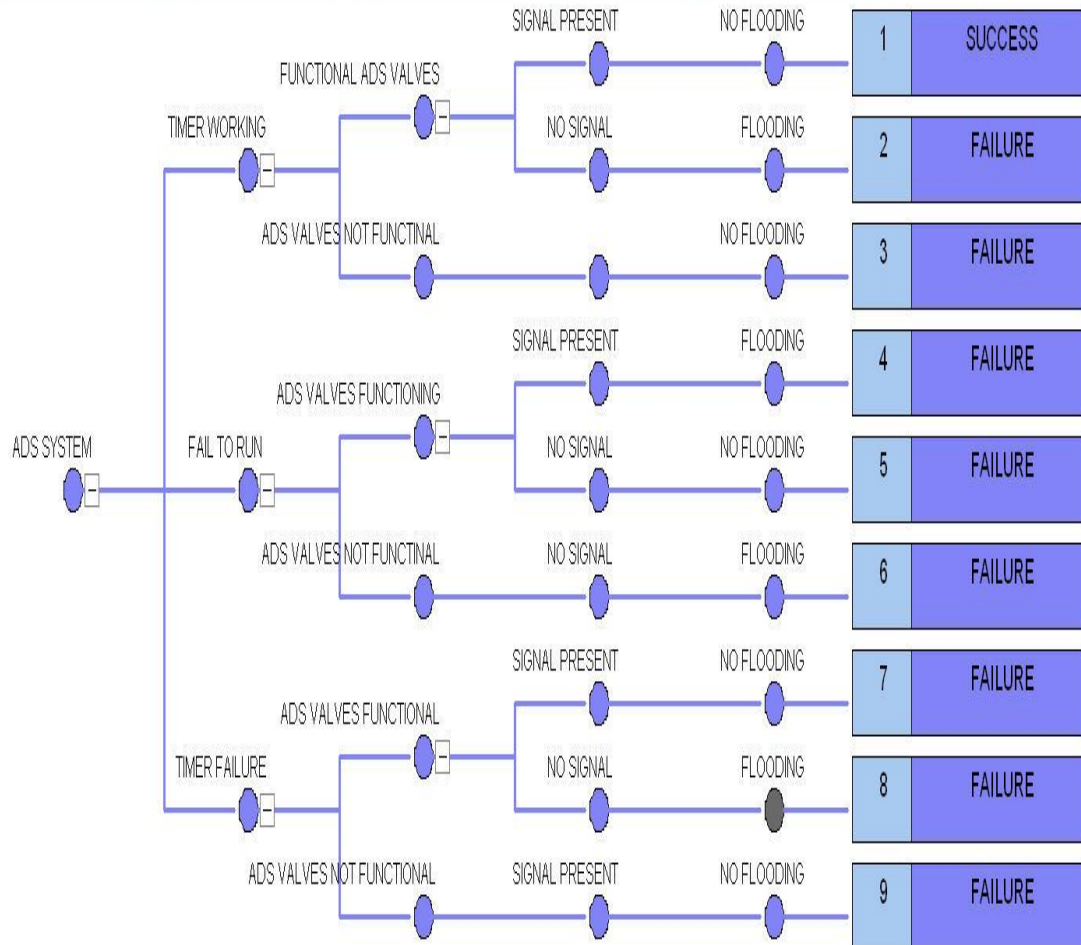 SIGNAL PRESENT NO FLOODING 1 SUCCESS
FUNCTIONAL ADS VALVES
TIMER WORKING NO SIGNAL FLOODING 2 FAILURE
ADS VALVES NOT FUNCTINAL NO FLOODING 3 FAILURE
SIGNAL PRESENT FLOODING 4 FAILURE
ADS VALVES FUNCTIONING
ADS SYSTEM FAIL TO RUN NO SIGNAL NO FLOODING 5 FAILURE
ADS VALVES NOT FUNCTINAL NO SIGNAL FLOODING 6 FAILURE
SIGNAL PRESENT NO FLOODING 7 FAILURE
ADS VALVES FUNCTIONAL
TIMER FAILURE NO SIGNAL FLOODING 8 FAILURE
ADS VALVES NOT FUNCTIONAL SIGNAL PRESENT NO FLOODING 9 FAILURE